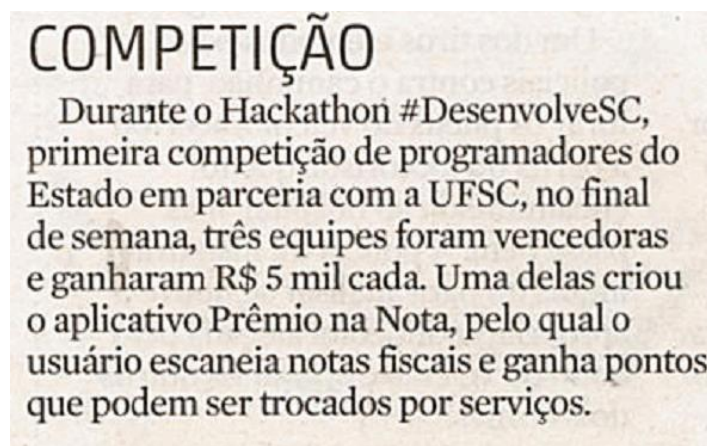 COMPETIÇÃO
Durante o Hackathon #DesenvolveSC,
primeira competição de programadores do
Estado em parceria com a UFSC, no final
de semana, três equipes foram vencedoras
e ganharam R$ 5 mil cada. Uma delas criou
o aplicativo Prêmio na Nota, pelo qual o
usuário escaneia notas fiscais e ganha pontos
que podem ser trocados por serviços.